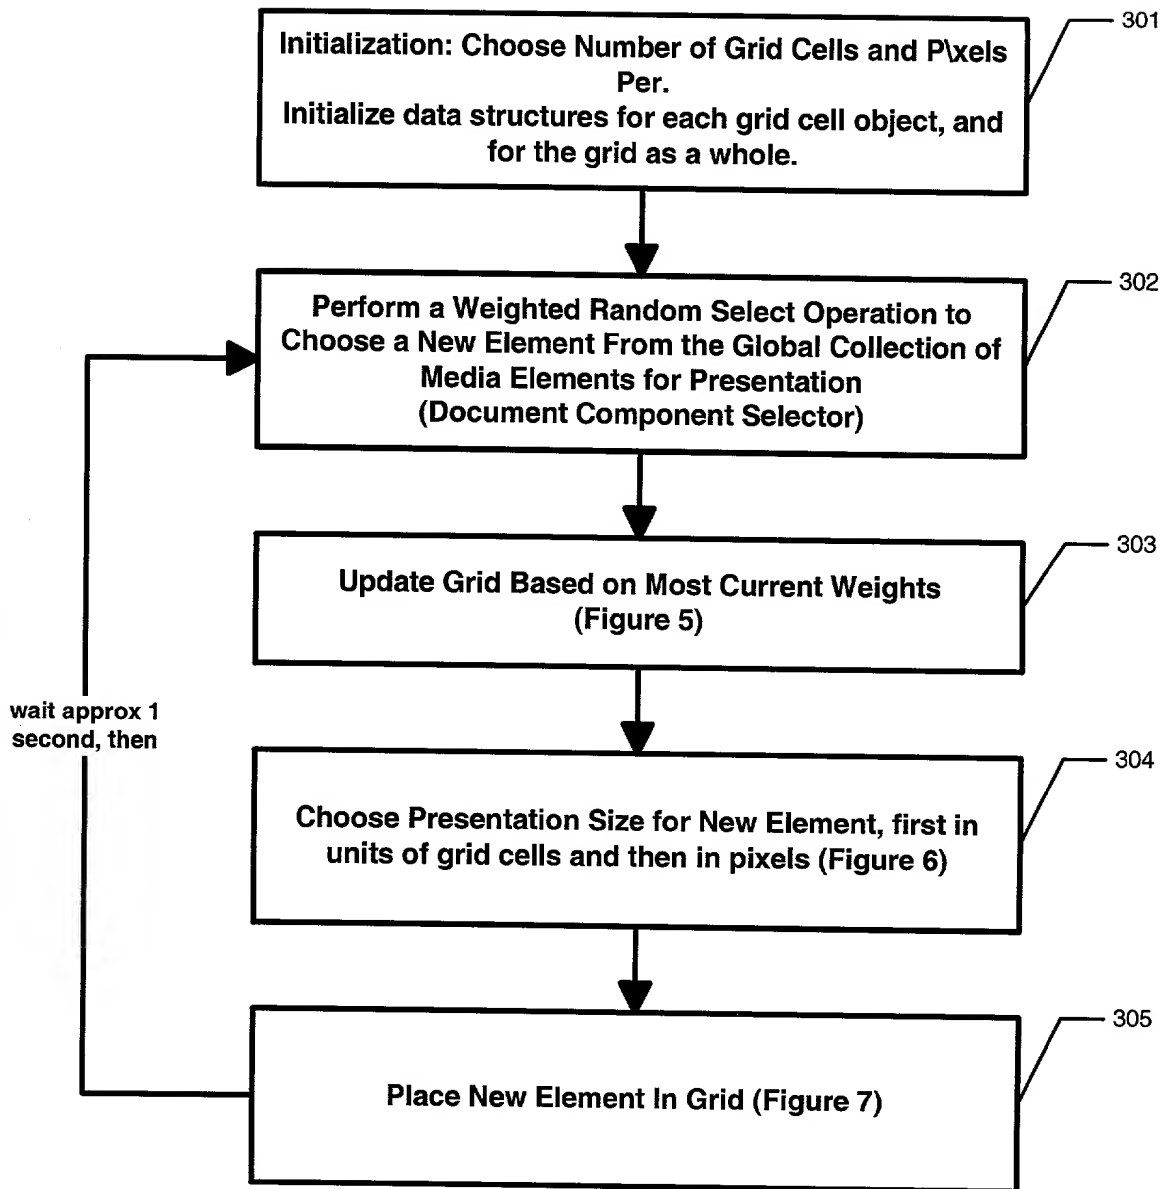 301
Initialization: Choose Number of Grid Cells and P\xels
Per.
Initialize data structures for each grid cell object, and
for the grid as a whole.
302
Perform a Weighted Random Select Operation to
Choose a New Element From the Global Collection of
Media Elements for Presentation
(Document Component Selector)
303
Update Grid Based on Most Current Weights
(Figure 5)
wait approx 1
second, then
304
Choose Presentation Size for New Element, first in
units of grid cells and then in pixels (Figure 6)
305
Place New Element In Grid (Figure 7)